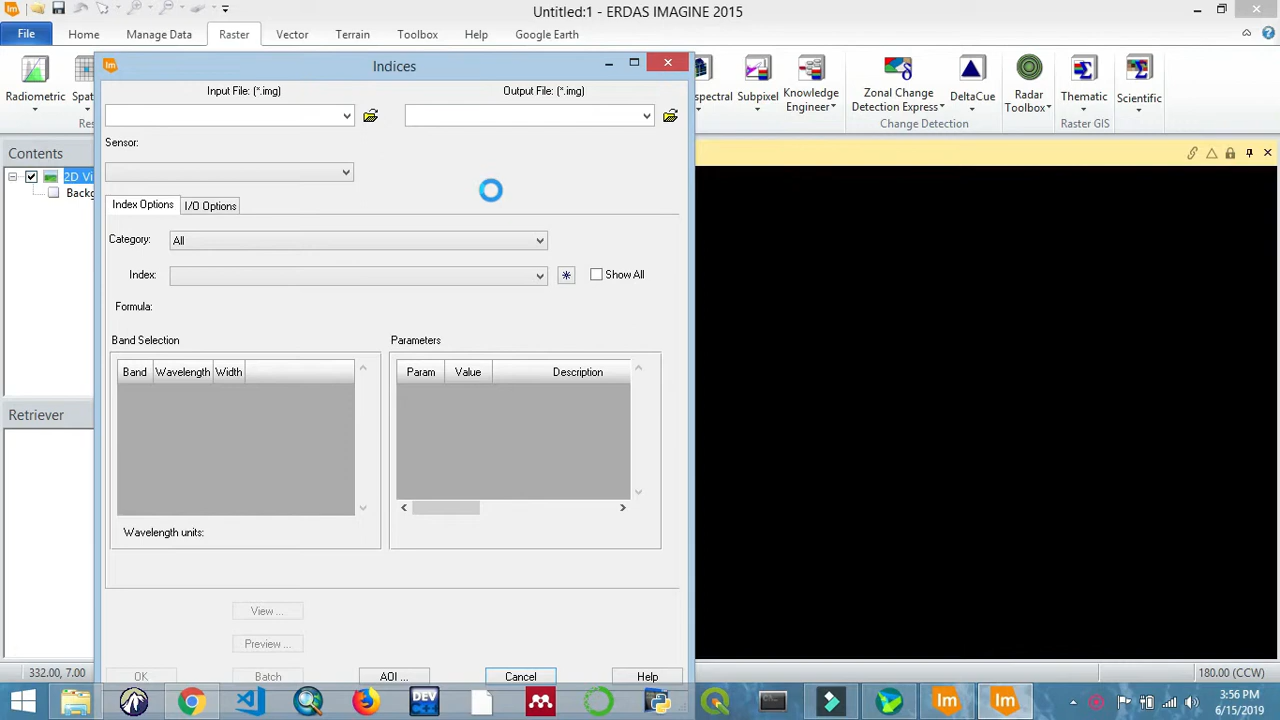 Untitled:1 - ERDAS IMAGINE 2015
File
Home
Manage Data
Raster
Vector
Terrain
Toolbox
Help
Google Earth
Radiometric
Subpixel
Knowledge
Engineer
Zonal Change
Detection Express
DeltaCue
Radar
Toolbox
Thematic
Scientific
Change Detection
Raster GIS
Contents
Retriever
Indices
Input File: (*.img)
Output File: (*.img)
Sensor:
Index Options
I/O Options
Category:
All
Index:
Show All
Formula:
Band Selection
Parameters
Band
Wavelength
Width
Param
Value
Description
Wavelength units:
View ...
Preview ...
OK
Batch
AOI ...
Cancel
Help
332.00, 7.00
180.00 (CCW)
DEV
3:56 PM
6/15/2019